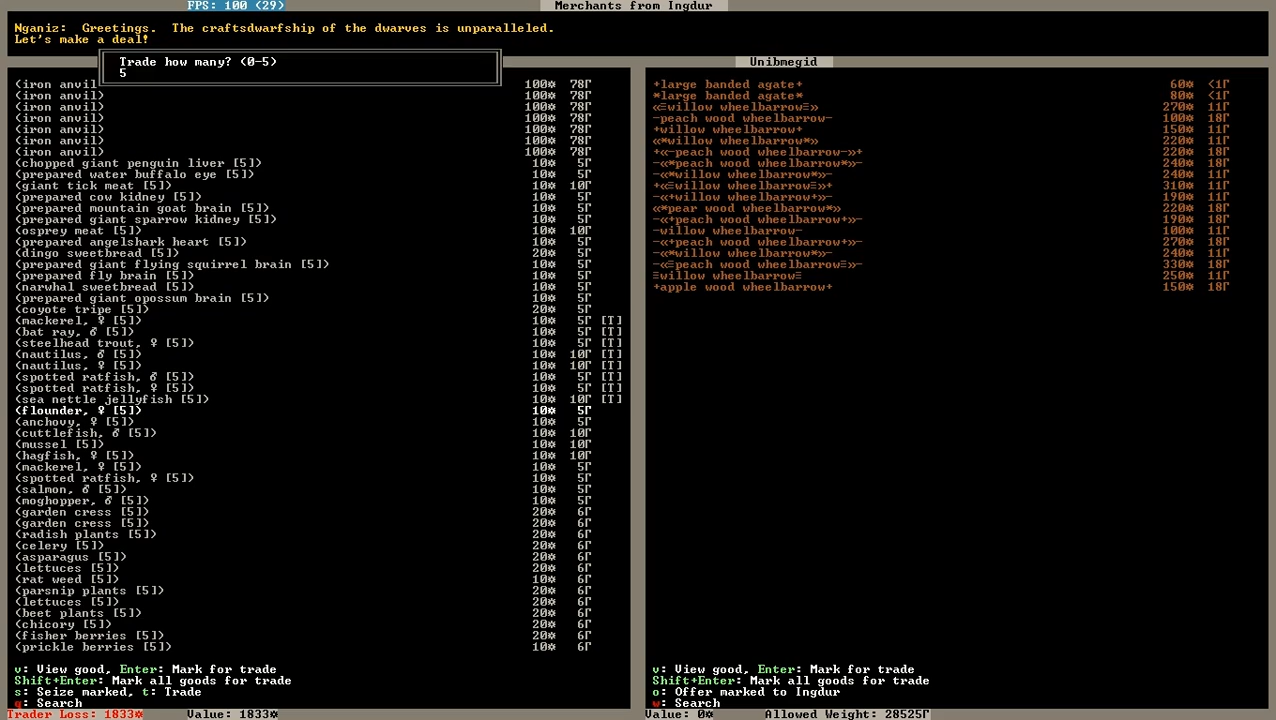 FPS: 100 (29)
Merchants from Ingdur
Nganiz: Greetings. The craftsdwarfship of the dwarves is unparalleled.
Let's make a deal!
Trade how many? (0-5)
5
Unibmegid
(iron anvil) 100☼ 78Γ
(iron anvil) 100☼ 78Γ
(iron anvil) 100☼ 78Γ
(iron anvil) 100☼ 78Γ
(iron anvil) 100☼ 78Γ
(iron anvil) 100☼ 78Γ
(iron anvil) 100☼ 78Γ
(chopped giant penguin liver [5]) 10☼ 5Γ
(prepared water buffalo eye [5]) 10☼ 5Γ
(giant tick meat [5]) 10☼ 10Γ
(prepared cow kidney [5]) 10☼ 5Γ
(prepared mountain goat brain [5]) 10☼ 5Γ
(prepared giant sparrow kidney [5]) 10☼ 5Γ
(osprey meat [5]) 10☼ 10Γ
(prepared angelshark heart [5]) 10☼ 5Γ
(dingo sweetbread [5]) 20☼ 5Γ
(prepared giant flying squirrel brain [5]) 10☼ 5Γ
(prepared fly brain [5]) 10☼ 5Γ
(narwhal sweetbread [5]) 10☼ 5Γ
(prepared giant opossum brain [5]) 10☼ 5Γ
(coyote tripe [5]) 20☼ 5Γ
(mackerel, ♀ [5]) 10☼ 5Γ [T]
(bat ray, ♂ [5]) 10☼ 5Γ [T]
(steelhead trout, ♀ [5]) 10☼ 5Γ [T]
(nautilus, ♂ [5]) 10☼ 10Γ [T]
(nautilus, ♀ [5]) 10☼ 10Γ [T]
(spotted ratfish, ♂ [5]) 10☼ 5Γ [T]
(spotted ratfish, ♀ [5]) 10☼ 5Γ [T]
(sea nettle jellyfish [5]) 10☼ 10Γ [T]
(flounder, ♀ [5]) 10☼ 5Γ
(anchovy, ♀ [5]) 10☼ 5Γ
(cuttlefish, ♂ [5]) 10☼ 10Γ
(mussel [5]) 10☼ 10Γ
(hagfish, ♀ [5]) 10☼ 10Γ
(mackerel, ♀ [5]) 10☼ 5Γ
(spotted ratfish, ♀ [5]) 10☼ 5Γ
(salmon, ♂ [5]) 10☼ 5Γ
(moghopper, ♂ [5]) 10☼ 5Γ
(garden cress [5]) 20☼ 6Γ
(garden cress [5]) 20☼ 6Γ
(radish plants [5]) 20☼ 6Γ
(celery [5]) 20☼ 6Γ
(asparagus [5]) 20☼ 6Γ
(lettuces [5]) 20☼ 6Γ
(rat weed [5]) 10☼ 6Γ
(parsnip plants [5]) 20☼ 6Γ
(lettuces [5]) 20☼ 6Γ
(beet plants [5]) 20☼ 6Γ
(chicory [5]) 20☼ 6Γ
(fisher berries [5]) 20☼ 6Γ
(prickle berries [5]) 10☼ 6Γ
v: View good, Enter: Mark for trade
Shift+Enter: Mark all goods for trade
s: Seize marked, t: Trade
q: Search
Trader Loss: 1833☼ Value: 1833☼
+large banded agate+ 60☼ <1Γ
*large banded agate* 80☼ <1Γ
«≡willow wheelbarrow≡» 270☼ 11Γ
-peach wood wheelbarrow- 100☼ 18Γ
+willow wheelbarrow+ 150☼ 11Γ
«*willow wheelbarrow*» 220☼ 11Γ
+«-peach wood wheelbarrow-»+ 220☼ 18Γ
-«*peach wood wheelbarrow*»- 240☼ 18Γ
-«*willow wheelbarrow*»- 240☼ 11Γ
+«≡willow wheelbarrow≡»+ 310☼ 11Γ
-«+willow wheelbarrow+»- 190☼ 11Γ
«*pear wood wheelbarrow*» 220☼ 18Γ
-«+peach wood wheelbarrow+»- 190☼ 18Γ
-willow wheelbarrow- 100☼ 11Γ
-«+peach wood wheelbarrow+»- 270☼ 18Γ
-«*willow wheelbarrow*»- 240☼ 11Γ
-«≡peach wood wheelbarrow≡»- 330☼ 18Γ
≡willow wheelbarrow≡ 250☼ 11Γ
+apple wood wheelbarrow+ 150☼ 18Γ
v: View good, Enter: Mark for trade
Shift+Enter: Mark all goods for trade
o: Offer marked to Ingdur
w: Search
Value: 0☼ Allowed Weight: 28525Γ